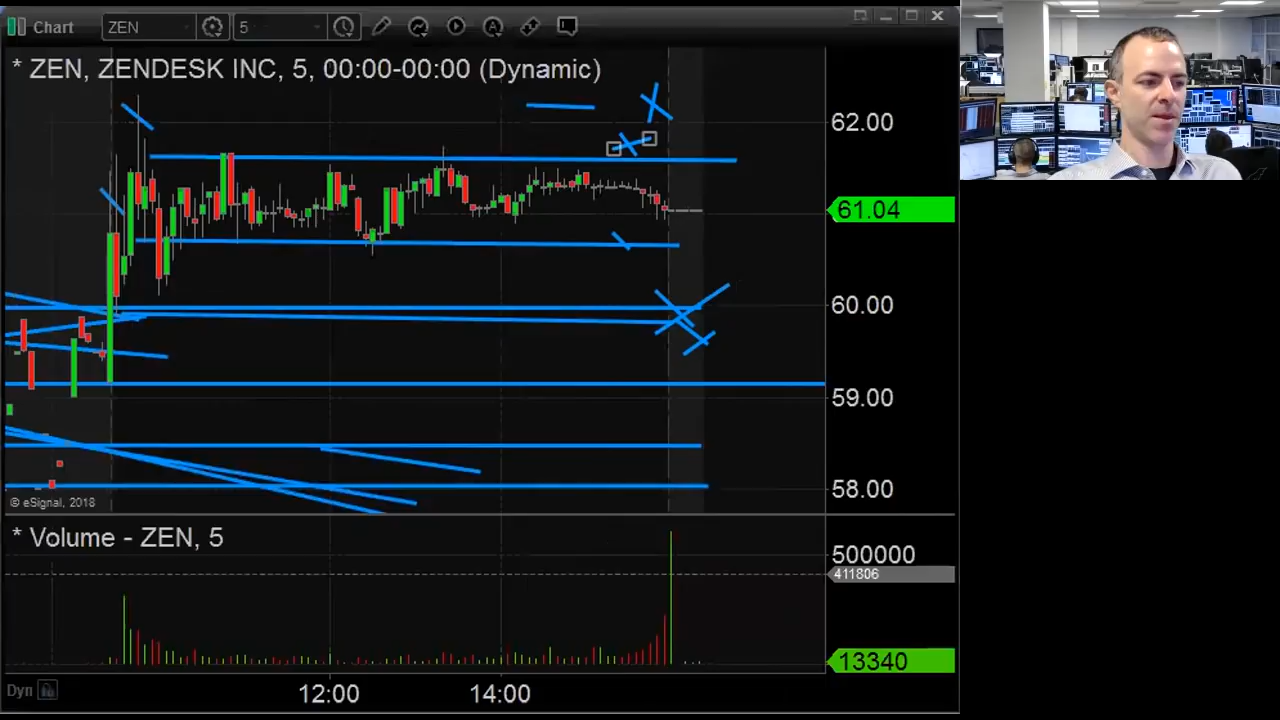 Chart ZEN 5
* ZEN, ZENDESK INC, 5, 00:00-00:00 (Dynamic)
62.00
61.04
60.00
59.00
58.00
© eSignal, 2018
* Volume - ZEN, 5
500000
411806
13340
Dyn
12:00 14:00